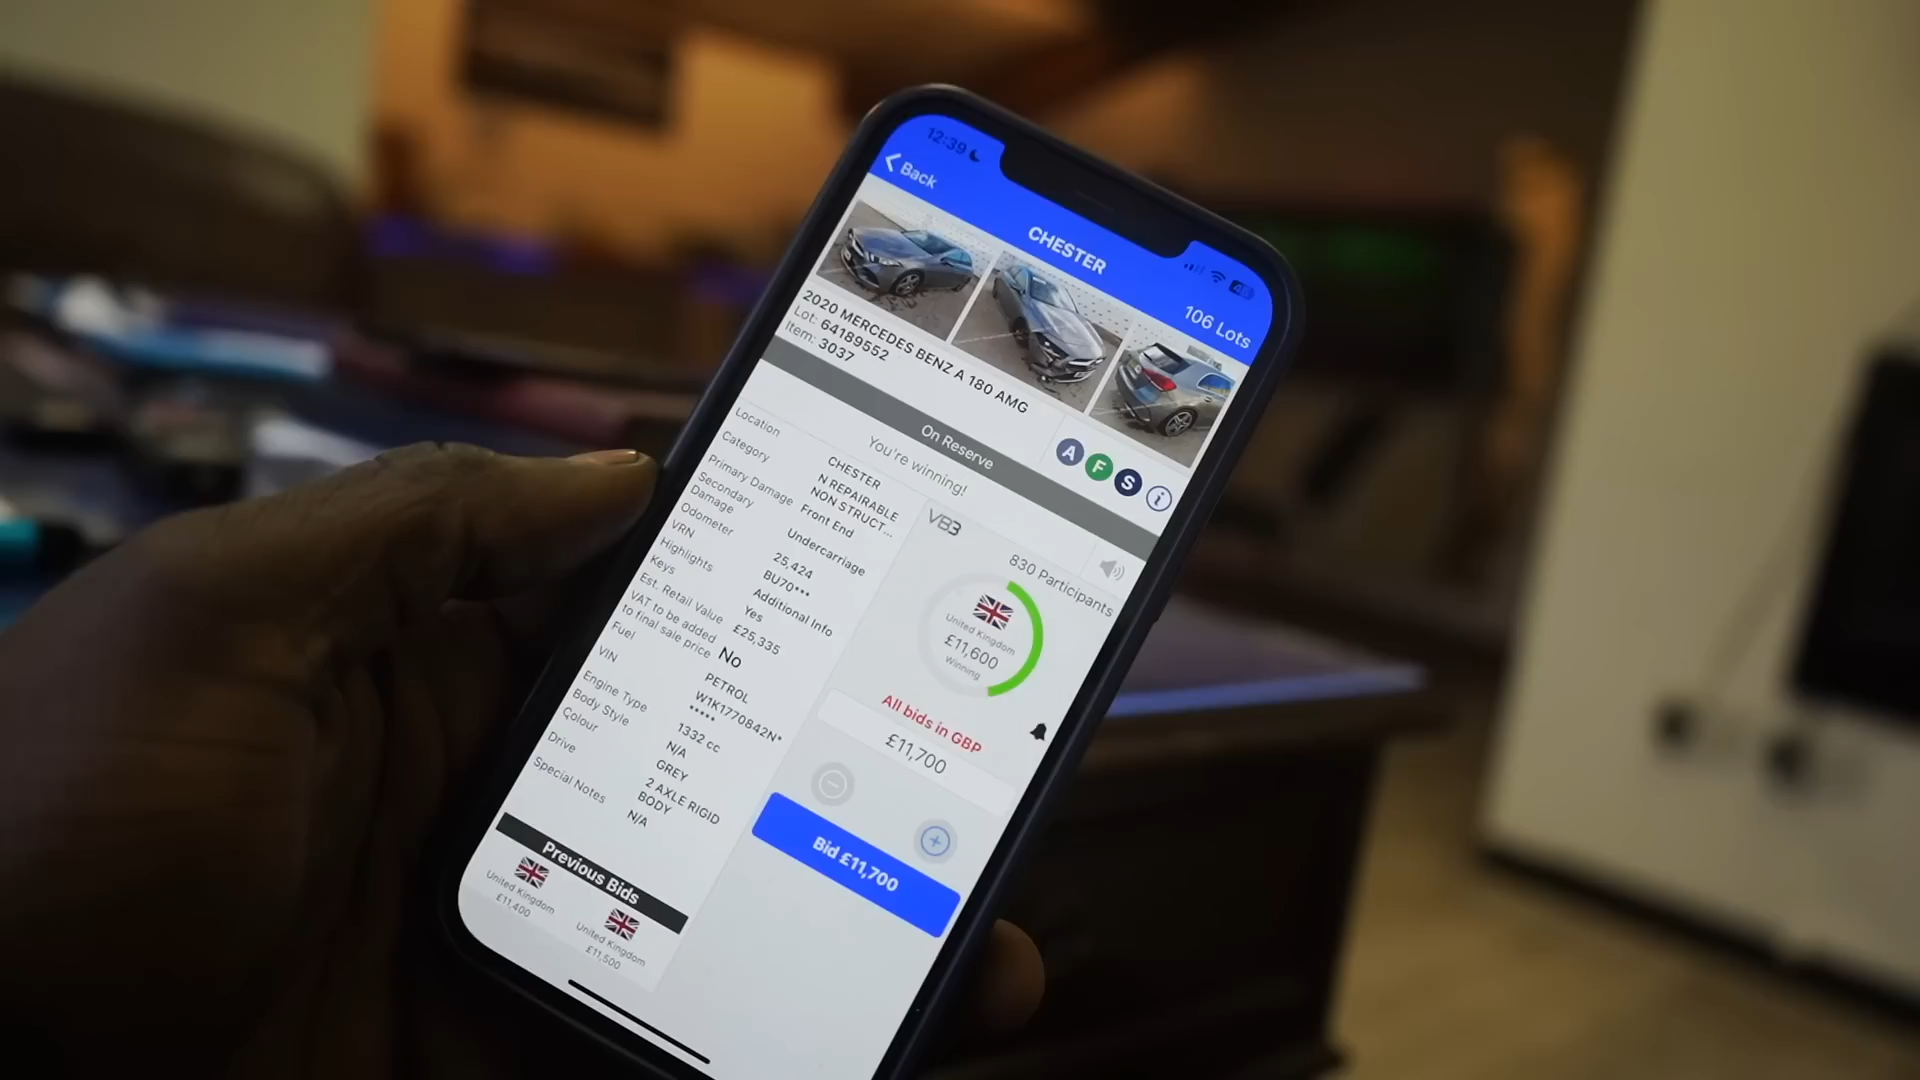 12:39
Back
CHESTER
106 Lots
2020 MERCEDES BENZ A 180 AMG
Lot: 64189552
Item: 3037
A F S i
On Reserve
You're winning!
Location CHESTER
Category N REPAIRABLE
NON STRUCT...
Primary Damage Front End
Secondary
Damage Undercarriage
Odometer 25,424
VRN BU70***
Highlights Additional Info
Keys Yes
Est. Retail Value £25,335
VAT to be added
to final sale price No
Fuel PETROL
VIN W1K1770842N*
*****
Engine Type 1332 cc
Body Style N/A
Colour GREY
Drive 2 AXLE RIGID
BODY
Special Notes N/A
VB3
830 Participants
United Kingdom
£11,600
Winning
All bids in GBP
£11,700
Bid £11,700
Previous Bids
United Kingdom
£11,400
United Kingdom
£11,500